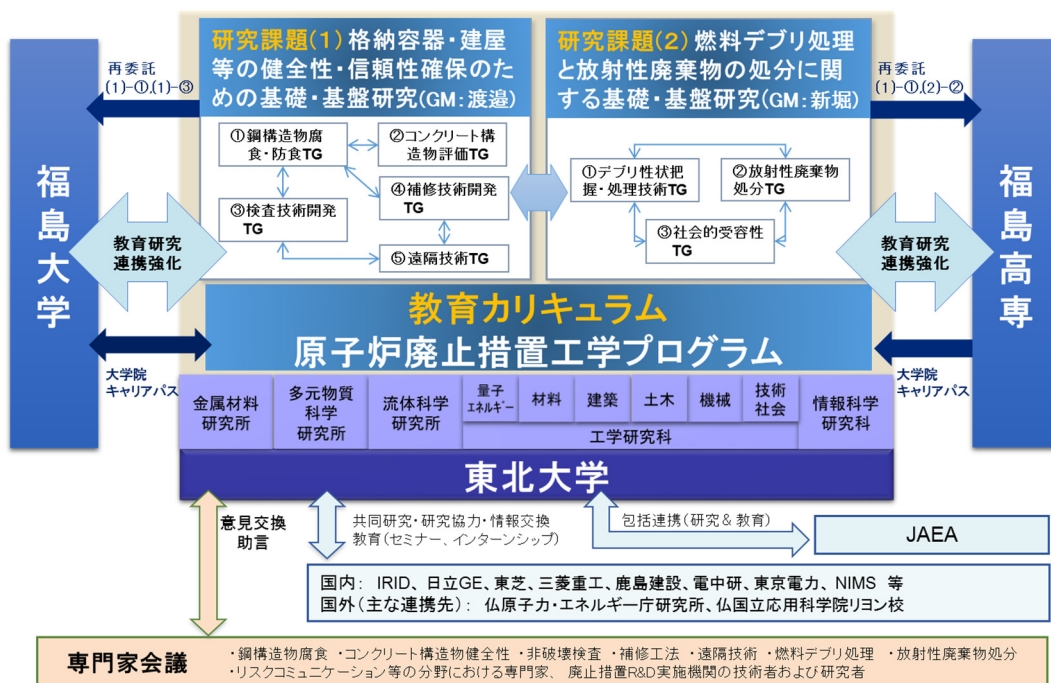 研究課題(1) 格納容器・建屋
等の健全性・信頼性確保のた
めの基礎・基盤研究(GM:渡邉)
①鋼構造物腐
食・防食TG
②コンクリート構
造物評価TG
④補修技術開発
TG
③検査技術開発
TG
⑤遠隔技術TG
研究課題(2) 燃料デブリ処理
と放射性廃棄物の処分に関
する基礎・基盤研究(GM:新堀)
①デブリ性状把
握・処理技術TG
②放射性廃棄物
処分TG
③社会的受容性
TG
再委託
(1)-①,(1)-③
再委託
(1)-①,(2)-②
福島大学
福島高専
教育研究
連携強化
教育研究
連携強化
教育カリキュラム
原子炉廃止措置工学プログラム
大学院
キャリアパス
大学院
キャリアパス
金属材料
研究所
多元物質
科学
研究所
流体科学
研究所
量子
エネルギー
材料
建築
土木
機械
技術
社会
工学研究科
情報科学
研究科
東北大学
意見交換
助言
共同研究・研究協力・情報交換
教育(セミナー、インターンシップ)
包括連携(研究&教育)
JAEA
国内: IRID、日立GE、東芝、三菱重工、鹿島建設、電中研、東京電力、NIMS 等
国外(主な連携先): 仏原子力・エネルギー庁研究所、仏国立応用科学院リヨン校
専門家会議
・鋼構造物腐食 ・コンクリート構造物健全性 ・非破壊検査 ・補修工法 ・遠隔技術 ・燃料デブリ処理 ・放射性廃棄物処分
・リスクコミュニケーション等の分野における専門家、 廃止措置R&D実施機関の技術者および研究者